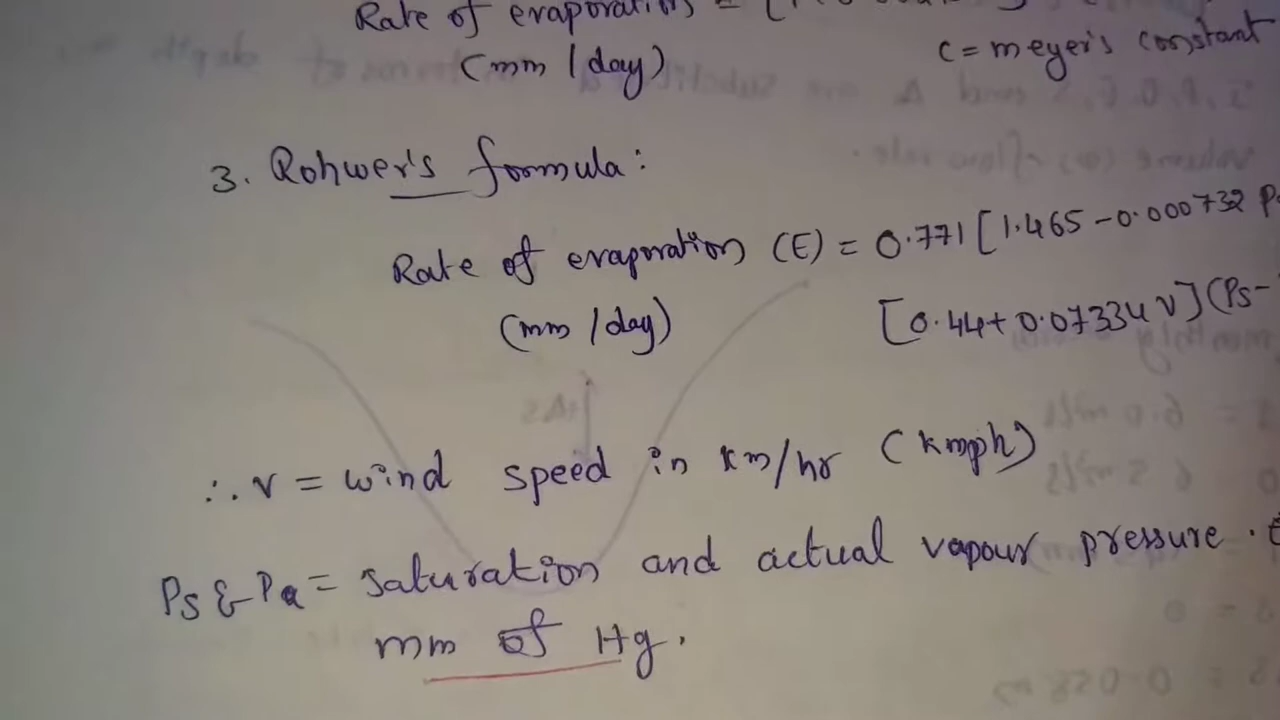 Rate of evaporation = [
(mm / day)
c = meyer's constant
3. Rohwer's formula:
Rate of evaporation (E) = 0.771 [1.465 - 0.000732 P
(mm / day)
[0.44 + 0.07334 V] (Ps -
∴ v = wind speed in km/hr (kmph)
Ps & Pa = saturation and actual vapour pressure.
mm of Hg.